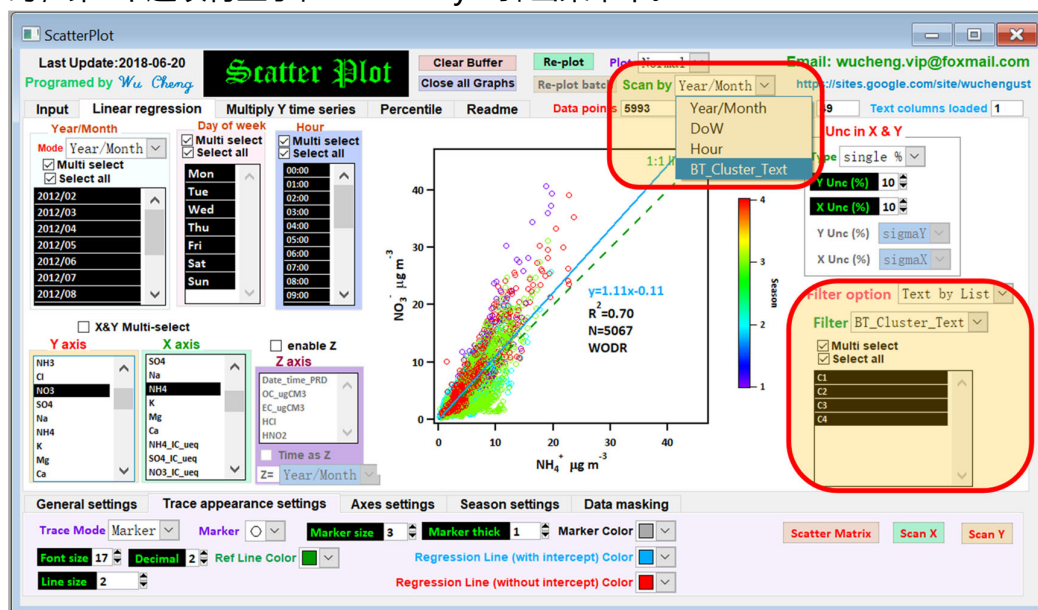 ScatterPlot
Last Update:2018-06-20
Programed by Wu Cheng
Scatter Plot
Clear Buffer
Close all Graphs
Re-plot
Plot Normal
Re-plot batch
Scan by Year/Month
Year/Month
DoW
Hour
BT_Cluster_Text
Email: wucheng.vip@foxmail.com
https://sites.google.com/site/wuchengust
Input Linear regression Multiply Y time series Percentile Readme
Data points 5993
Text columns loaded 1
Year/Month
Mode Year/Month
Multi select
Select all
2012/02
2012/03
2012/04
2012/05
2012/06
2012/07
2012/08
Day of week
Multi select
Select all
Mon
Tue
Wed
Thu
Fri
Sat
Sun
Hour
Multi select
Select all
00:00
01:00
02:00
03:00
04:00
05:00
06:00
07:00
08:00
09:00
X&Y Multi-select
Y axis
NH3
Cl
NO3
SO4
Na
NH4
K
Mg
Ca
X axis
SO4
Na
NH4
K
Mg
Ca
NH4_IC_ueq
SO4_IC_ueq
NO3_IC_ueq
enable Z
Z axis
Date_time_PRD
OC_ugCM3
EC_ugCM3
HCl
HNO2
Time as Z
Z= Year/Month
NO₃⁻ μg m⁻³
40
30
20
10
0
0 10 20 30 40
NH₄⁺ μg m⁻³
y=1.11x-0.11
R²=0.70
N=5067
WODR
4
3
2
1
Season
Unc in X & Y
Type single %
Y Unc (%) 10
X Unc (%) 10
Y Unc (%) sigmaY
X Unc (%) sigmaX
Filter option Text by List
Filter BT_Cluster_Text
Multi select
Select all
C1
C2
C3
C4
General settings Trace appearance settings Axes settings Season settings Data masking
Trace Mode Marker Marker Marker size 3 Marker thick 1 Marker Color
Font size 17 Decimal 2 Ref Line Color Regression Line (with intercept) Color
Line size 2 Regression Line (without intercept) Color
Scatter Matrix Scan X Scan Y